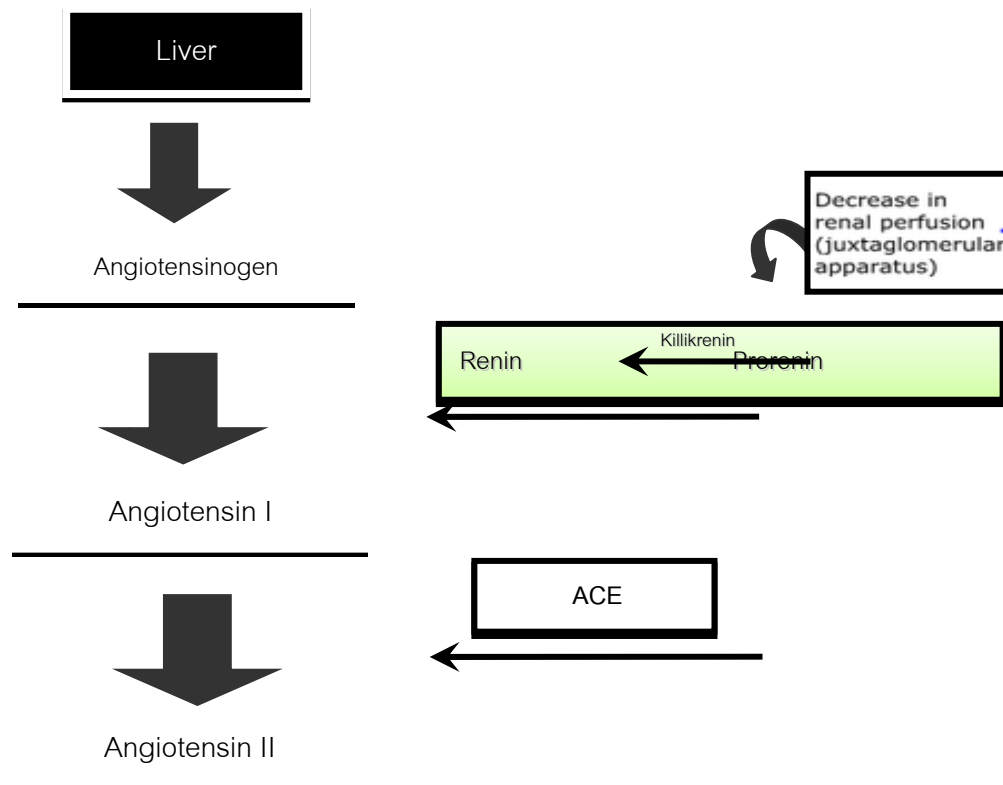 Liver
Decrease in
renal perfusion
(juxtaglomerular
apparatus)
Angiotensinogen
Killikrenin
Renin Prorenin
Angiotensin I
ACE
Angiotensin II